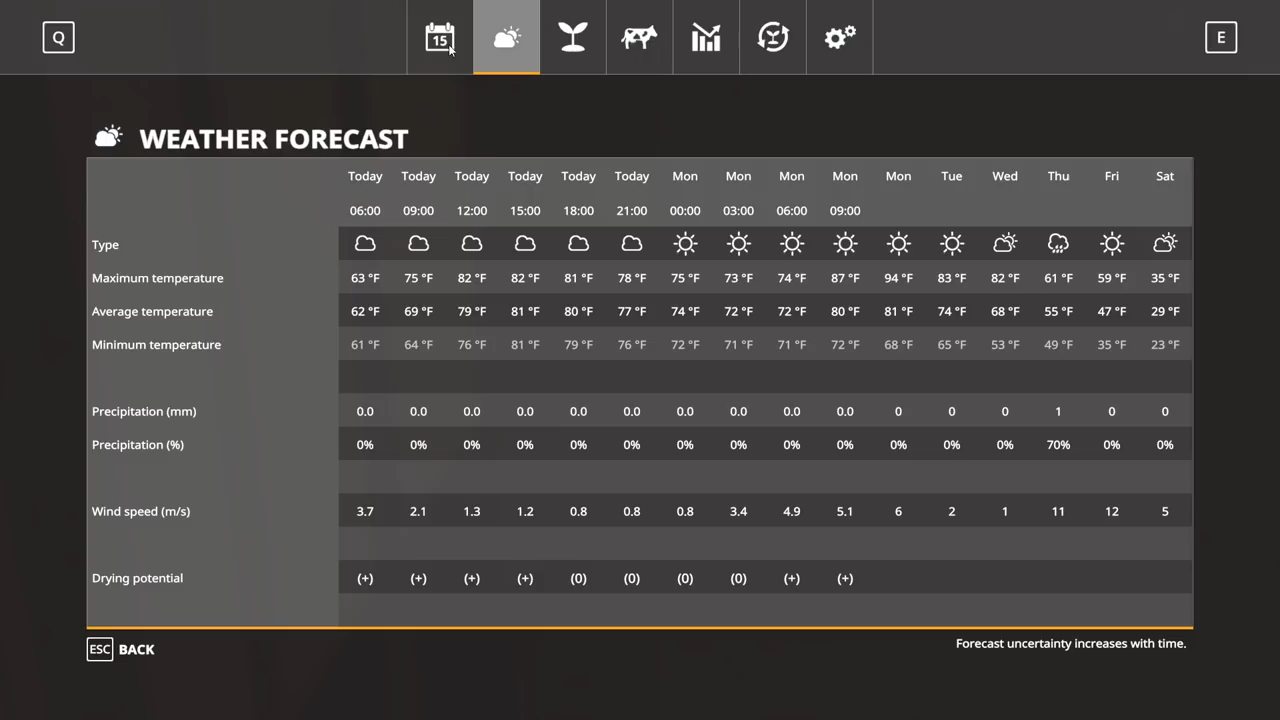 Q 15 E
WEATHER FORECAST
Today Today Today Today Today Today Mon Mon Mon Mon Mon Tue Wed Thu Fri Sat
06:00 09:00 12:00 15:00 18:00 21:00 00:00 03:00 06:00 09:00
Type
Maximum temperature 63 °F 75 °F 82 °F 82 °F 81 °F 78 °F 75 °F 73 °F 74 °F 87 °F 94 °F 83 °F 82 °F 61 °F 59 °F 35 °F
Average temperature 62 °F 69 °F 79 °F 81 °F 80 °F 77 °F 74 °F 72 °F 72 °F 80 °F 81 °F 74 °F 68 °F 55 °F 47 °F 29 °F
Minimum temperature 61 °F 64 °F 76 °F 81 °F 79 °F 76 °F 72 °F 71 °F 71 °F 72 °F 68 °F 65 °F 53 °F 49 °F 35 °F 23 °F
Precipitation (mm) 0.0 0.0 0.0 0.0 0.0 0.0 0.0 0.0 0.0 0.0 0 0 0 1 0 0
Precipitation (%) 0% 0% 0% 0% 0% 0% 0% 0% 0% 0% 0% 0% 0% 70% 0% 0%
Wind speed (m/s) 3.7 2.1 1.3 1.2 0.8 0.8 0.8 3.4 4.9 5.1 6 2 1 11 12 5
Drying potential (+) (+) (+) (+) (0) (0) (0) (0) (+) (+)
ESC BACK
Forecast uncertainty increases with time.